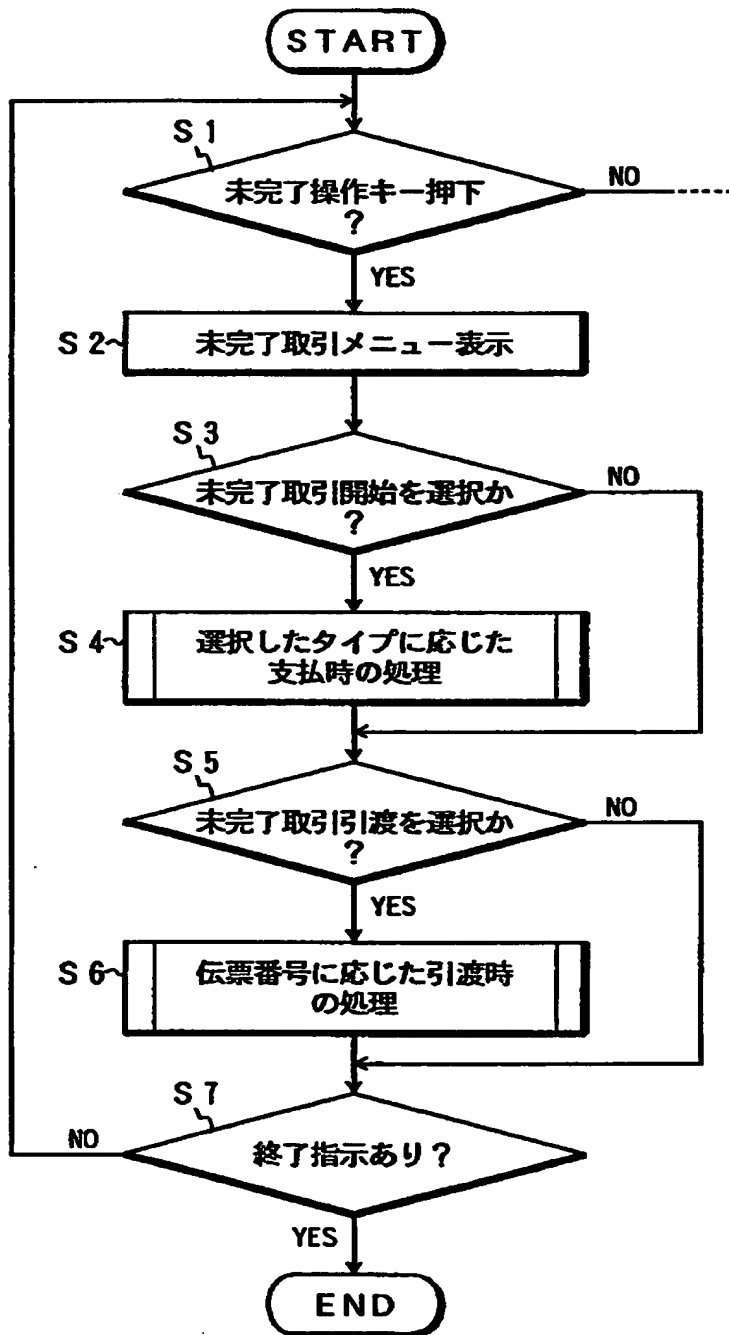 START
S1
未完了操作キー押下
?
NO
YES
S2
未完了取引メニュー表示
S3
未完了取引開始を選択か
?
NO
YES
S4
選択したタイプに応じた
支払時の処理
S5
未完了取引引渡を選択か
?
NO
YES
S6
伝票番号に応じた引渡時
の処理
S7
終了指示あり?
NO
YES
END